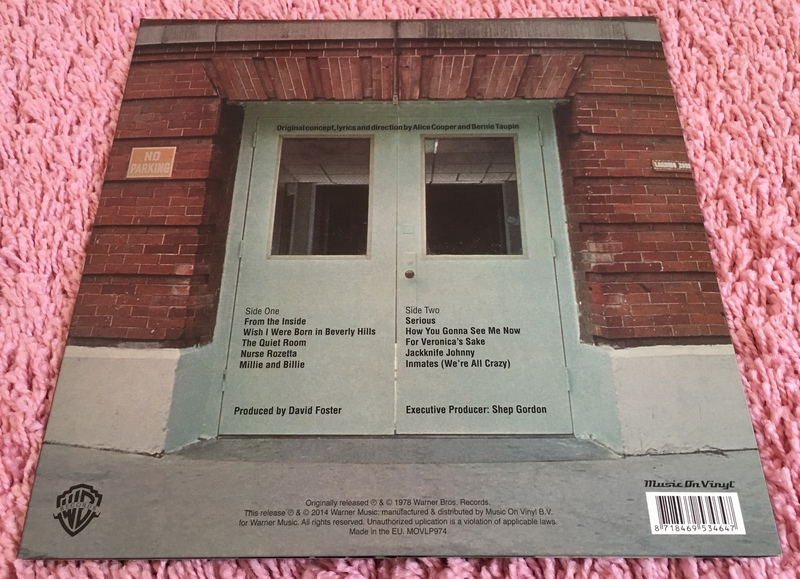 Original concept, lyrics and direction by Alice Cooper and Bernie Taupin
NO
PARKING
Side One
From the Inside
Wish I Were Born in Beverly Hills
The Quiet Room
Nurse Rozetta
Millie and Billie
Side Two
Serious
How You Gonna See Me Now
For Veronica's Sake
Jackknife Johnny
Inmates (We're All Crazy)
Produced by David Foster
Executive Producer: Shep Gordon
Originally released ℗ & © 1978 Warner Bros. Records.
This release ℗ & © 2014 Warner Music: manufactured & distributed by Music On Vinyl B.V.
for Warner Music. All rights reserved. Unauthorized uplication is a violation of applicable laws.
Made in the EU. MOVLP974
WB
RECORDS
Music On Vinyl
8 718469 534647